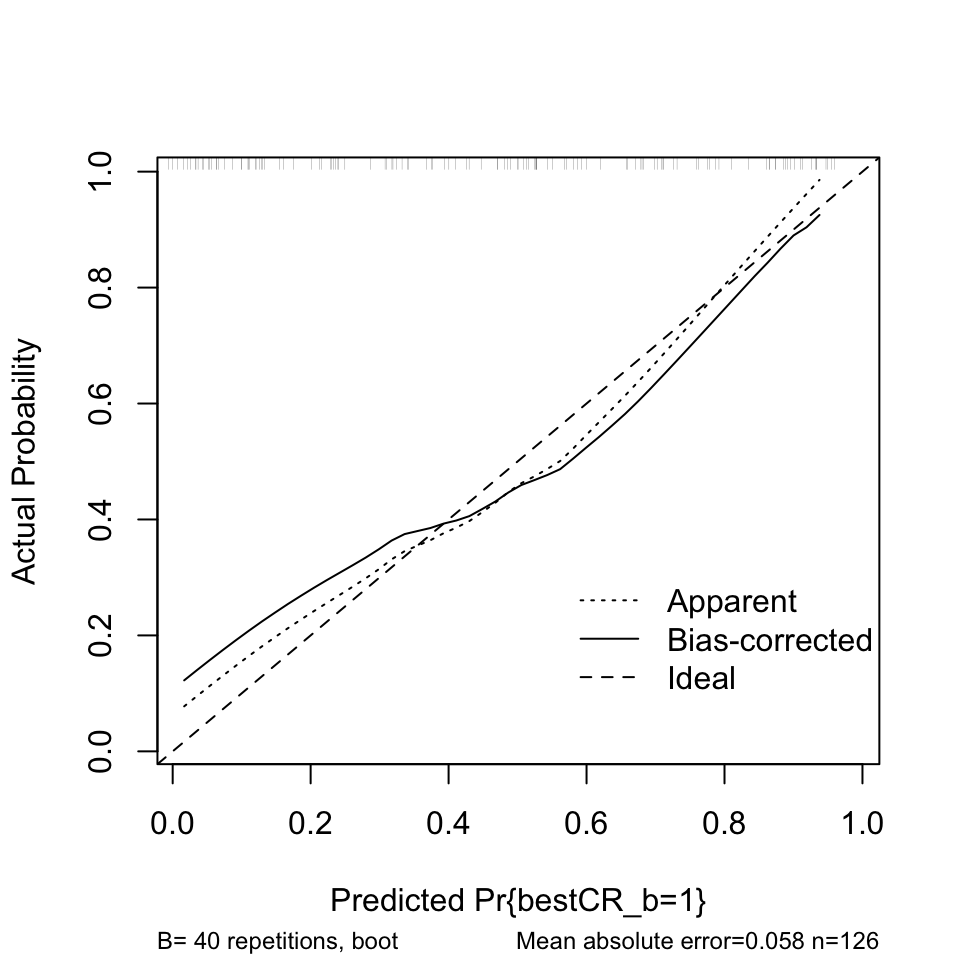 Actual Probability
1.0
0.8
0.6
0.4
0.2
0.0
Apparent
Bias-corrected
Ideal
0.0 0.2 0.4 0.6 0.8 1.0
Predicted Pr{bestCR_b=1}
B= 40 repetitions, boot Mean absolute error=0.058 n=126